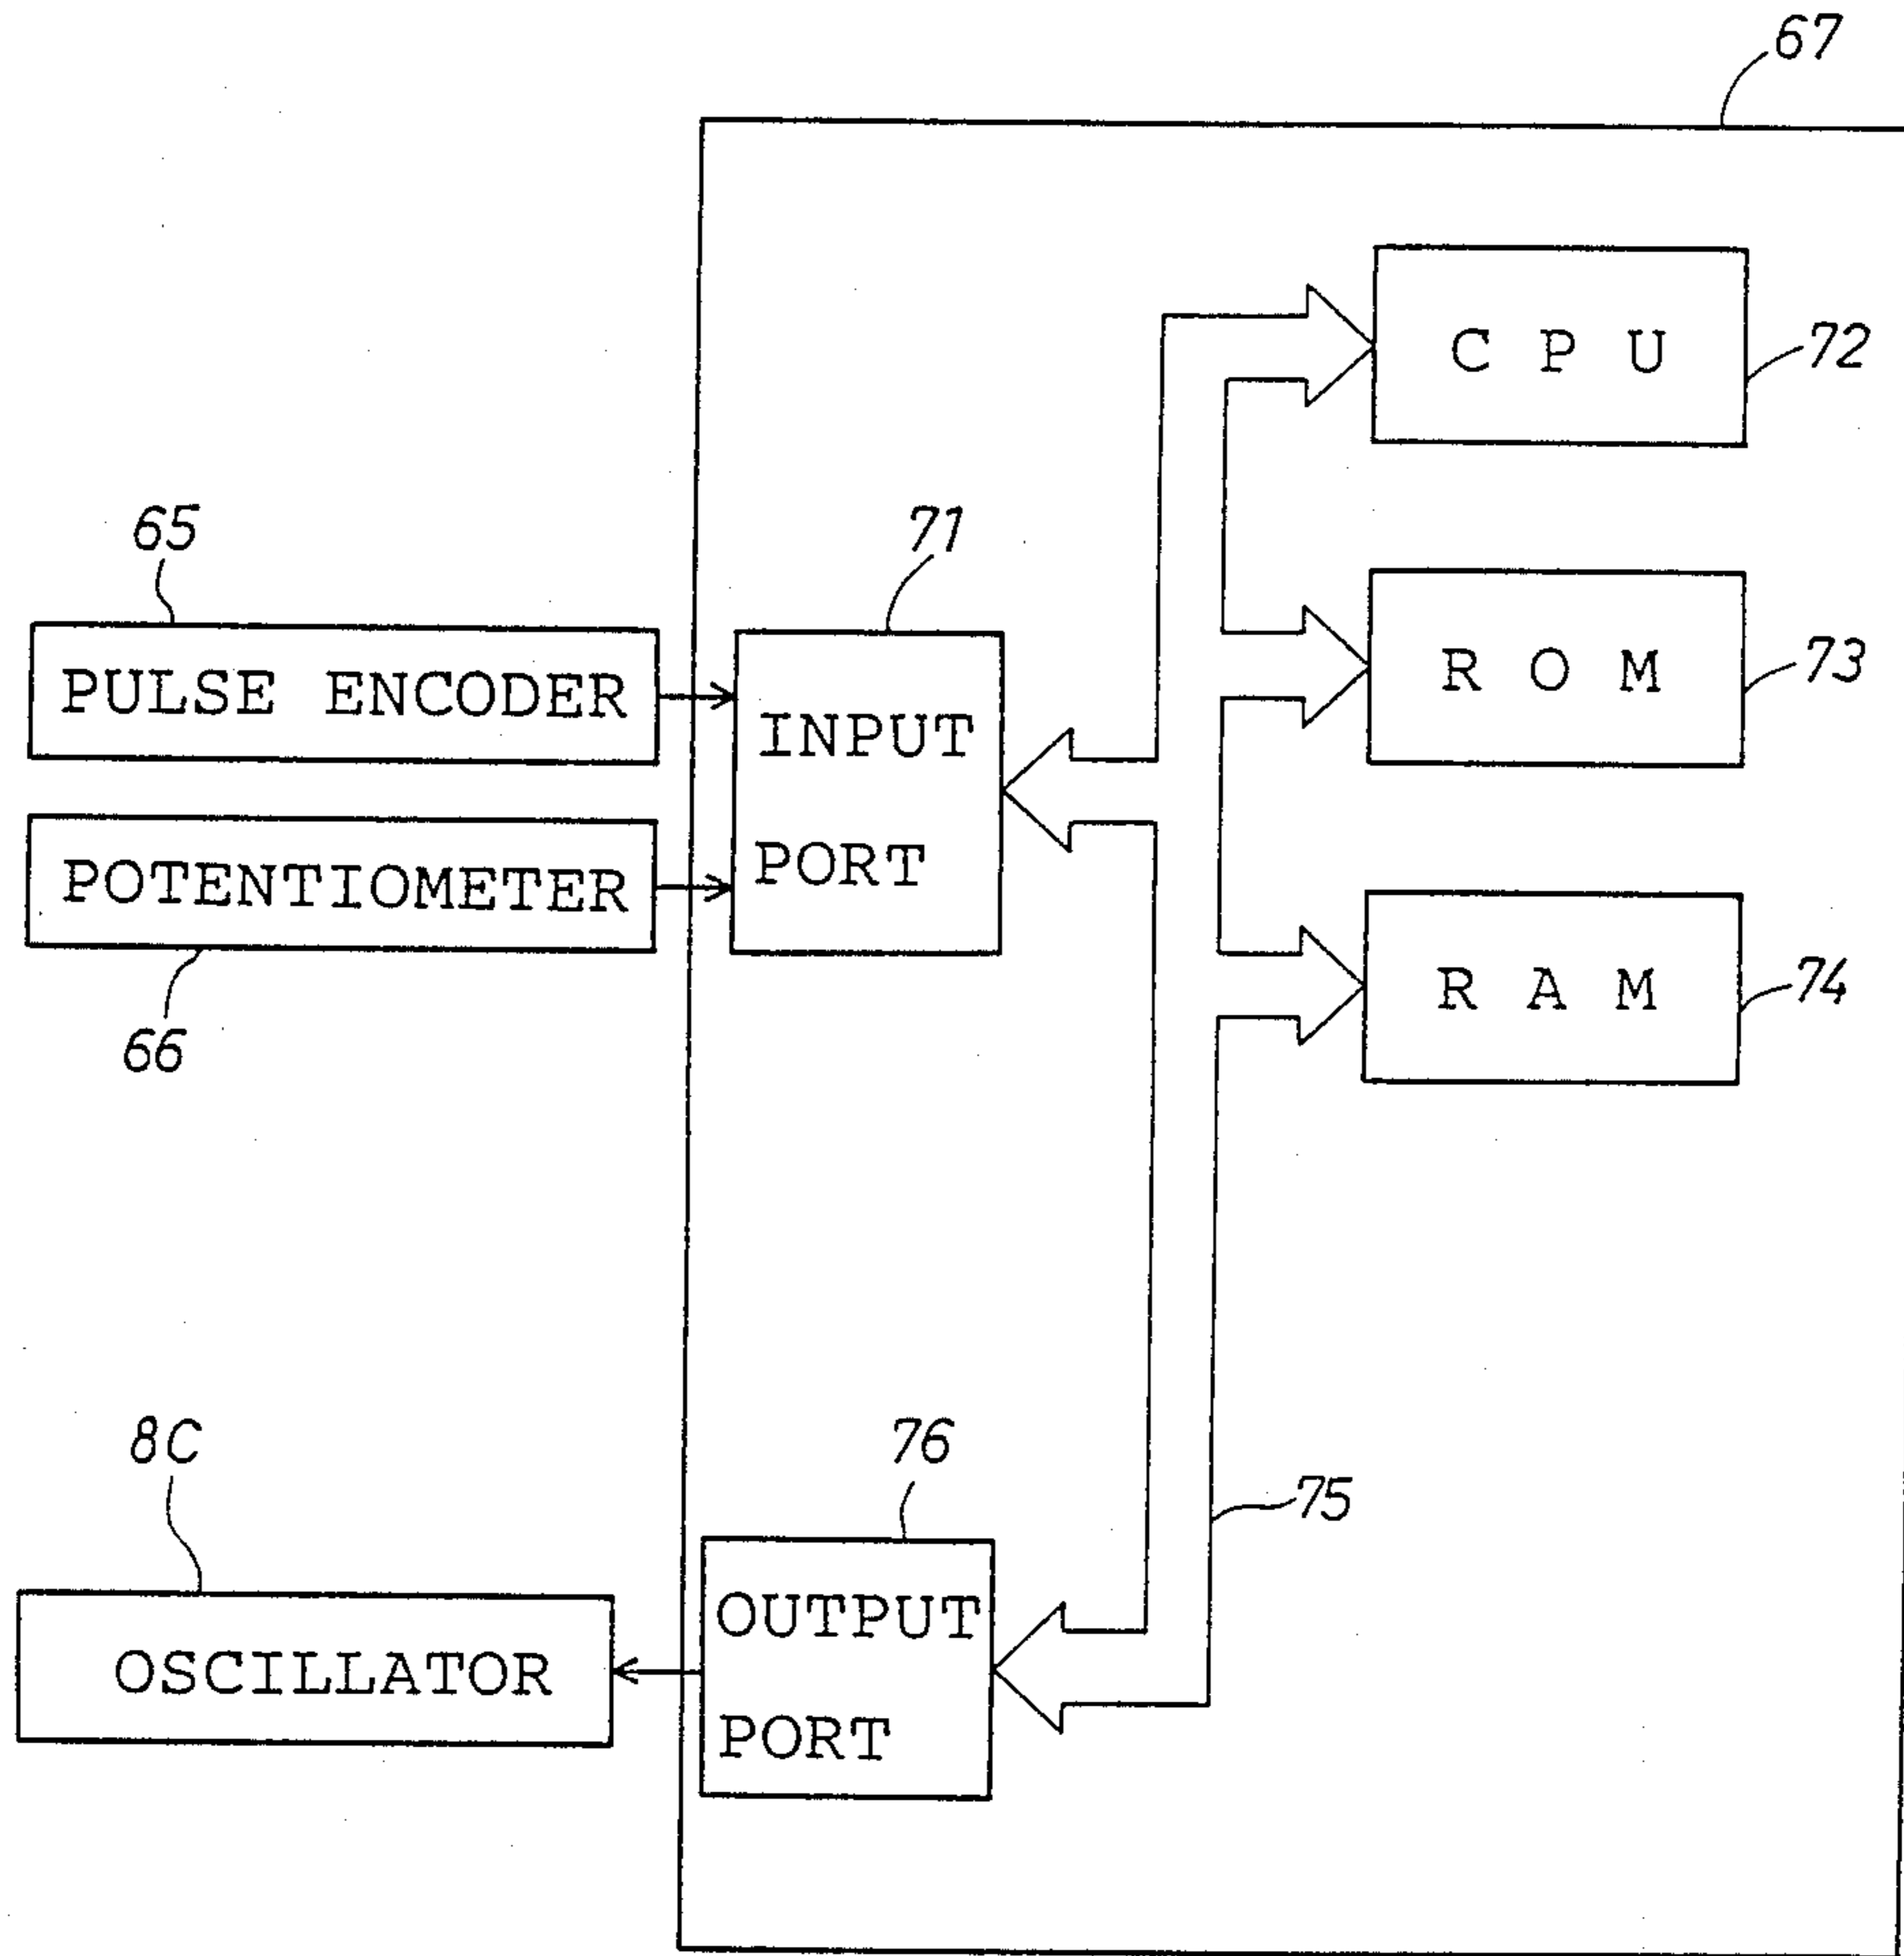 67
C P U
72
65
71
PULSE ENCODER
INPUT
PORT
R O M
73
POTENTIOMETER
66
R A M
74
8C
76
75
OSCILLATOR
OUTPUT
PORT